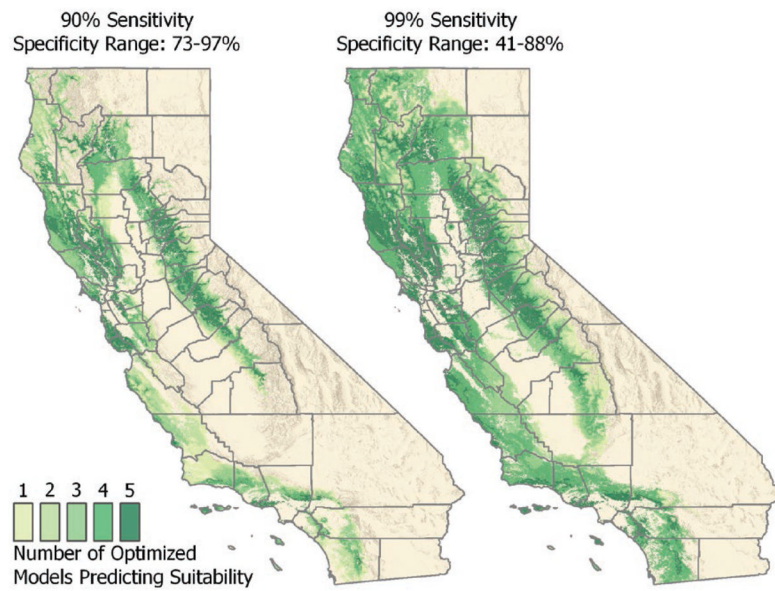 90% Sensitivity
Specificity Range: 73-97%
99% Sensitivity
Specificity Range: 41-88%
1 2 3 4 5
Number of Optimized
Models Predicting Suitability